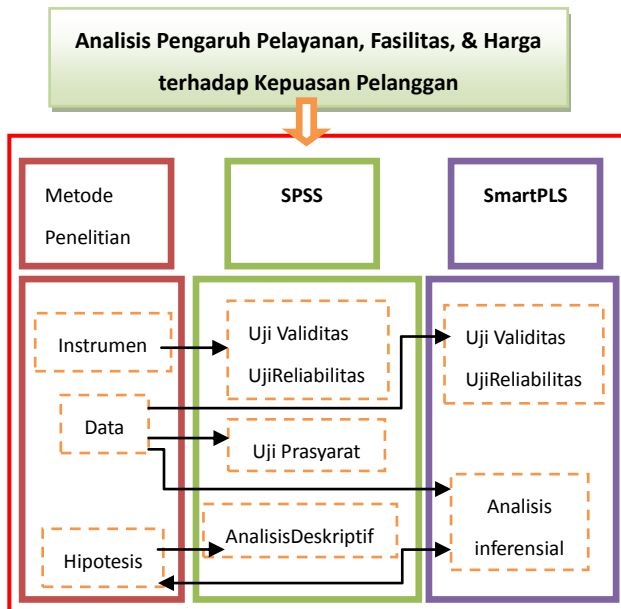 Analisis Pengaruh Pelayanan, Fasilitas, & Harga
terhadap Kepuasan Pelanggan
Metode
Penelitian
SPSS
SmartPLS
Instrumen
Uji Validitas
UjiReliabilitas
Uji Validitas
UjiReliabilitas
Data
Uji Prasyarat
Hipotesis
AnalisisDeskriptif
Analisis
inferensial